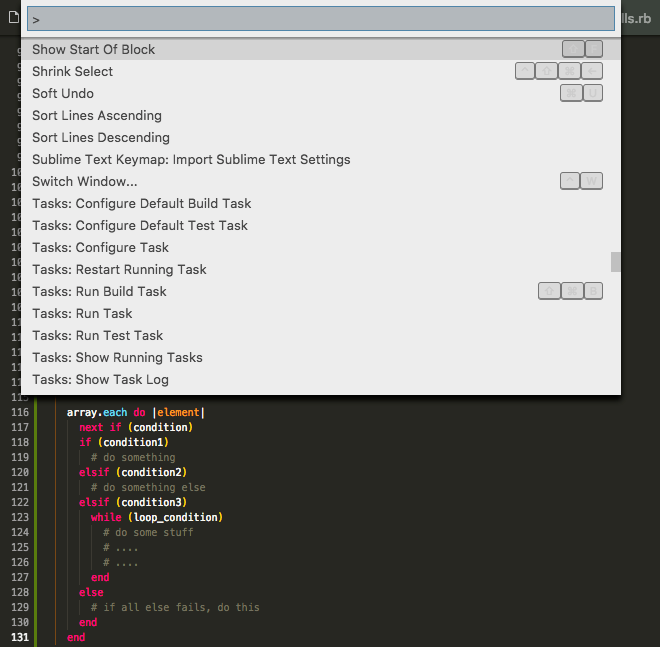 lls.rb
>
Show Start Of Block
Shrink Select ^ ⇧ ⌘ ←
Soft Undo ⌘ U
Sort Lines Ascending
Sort Lines Descending
Sublime Text Keymap: Import Sublime Text Settings
Switch Window... ^ W
Tasks: Configure Default Build Task
Tasks: Configure Default Test Task
Tasks: Configure Task
Tasks: Restart Running Task
Tasks: Run Build Task ⇧ ⌘ B
Tasks: Run Task
Tasks: Run Test Task
Tasks: Show Running Tasks
Tasks: Show Task Log
115
116 array.each do |element|
117 next if (condition)
118 if (condition1)
119 # do something
120 elsif (condition2)
121 # do something else
122 elsif (condition3)
123 while (loop_condition)
124 # do some stuff
125 # ....
126 # ....
127 end
128 else
129 # if all else fails, do this
130 end
131 end